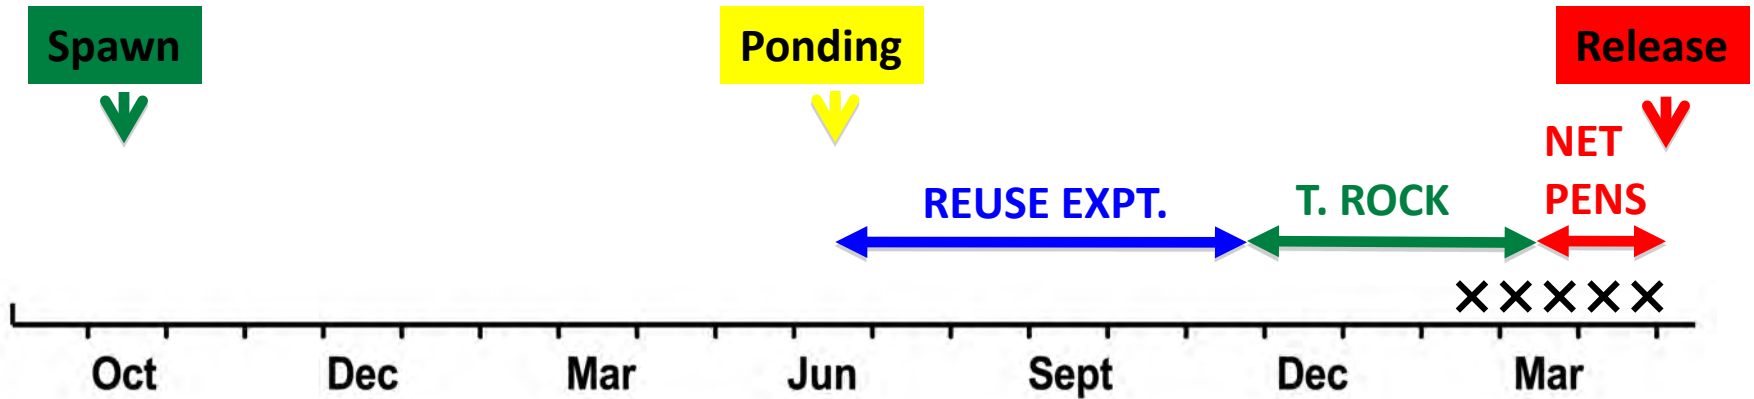 Spawn
Ponding
Release
NET
PENS
REUSE EXPT.
T. ROCK
×××××
Oct
Dec
Mar
Jun
Sept
Dec
Mar